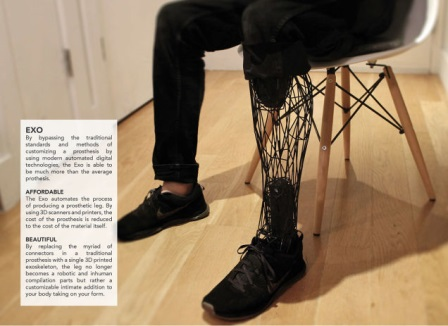 EXO
By bypassing the traditional
standards and methods of
customizing a prosthesis by
using modern automated digital
technologies, the Exo is able to
be much more than the average
prothesis.
AFFORDABLE
The Exo automates the process
of producing a prosthetic leg. By
using 3D scanners and printers, the
cost of the prosthesis is reduced
to the cost of the material itself.
BEAUTIFUL
By replacing the myriad of
connectors in a traditional
prosthesis with a single 3D printed
exoskeleton, the leg no longer
becomes a robotic and inhuman
compilation parts but rather a
customizable intimate addition to
your body taking on your form.